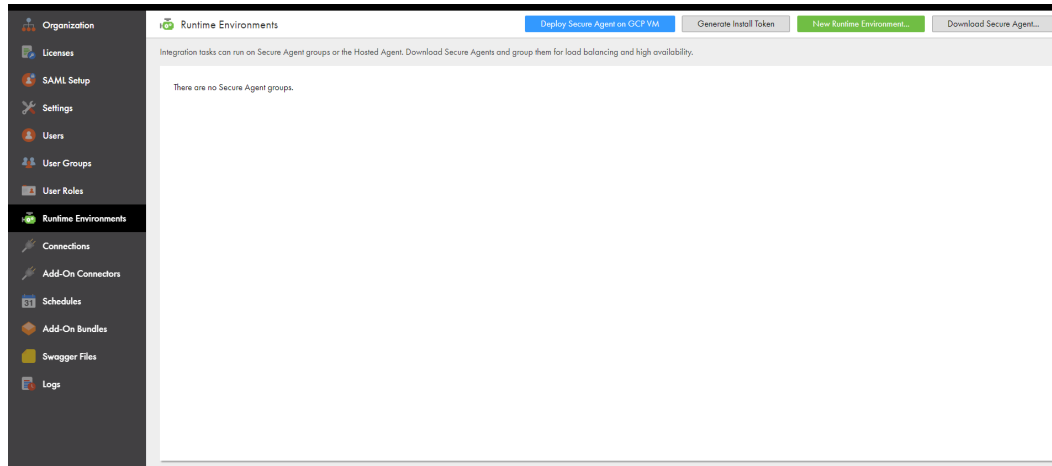 Organization
Licenses
SAML Setup
Settings
Users
User Groups
User Roles
Runtime Environments
Connections
Add-On Connectors
31
Schedules
Add-On Bundles
Swagger Files
Logs
Runtime Environments
Deploy Secure Agent on GCP VM
Generate Install Token
New Runtime Environment...
Download Secure Agent...
Integration tasks can run on Secure Agent groups or the Hosted Agent. Download Secure Agents and group them for load balancing and high availability.
There are no Secure Agent groups.